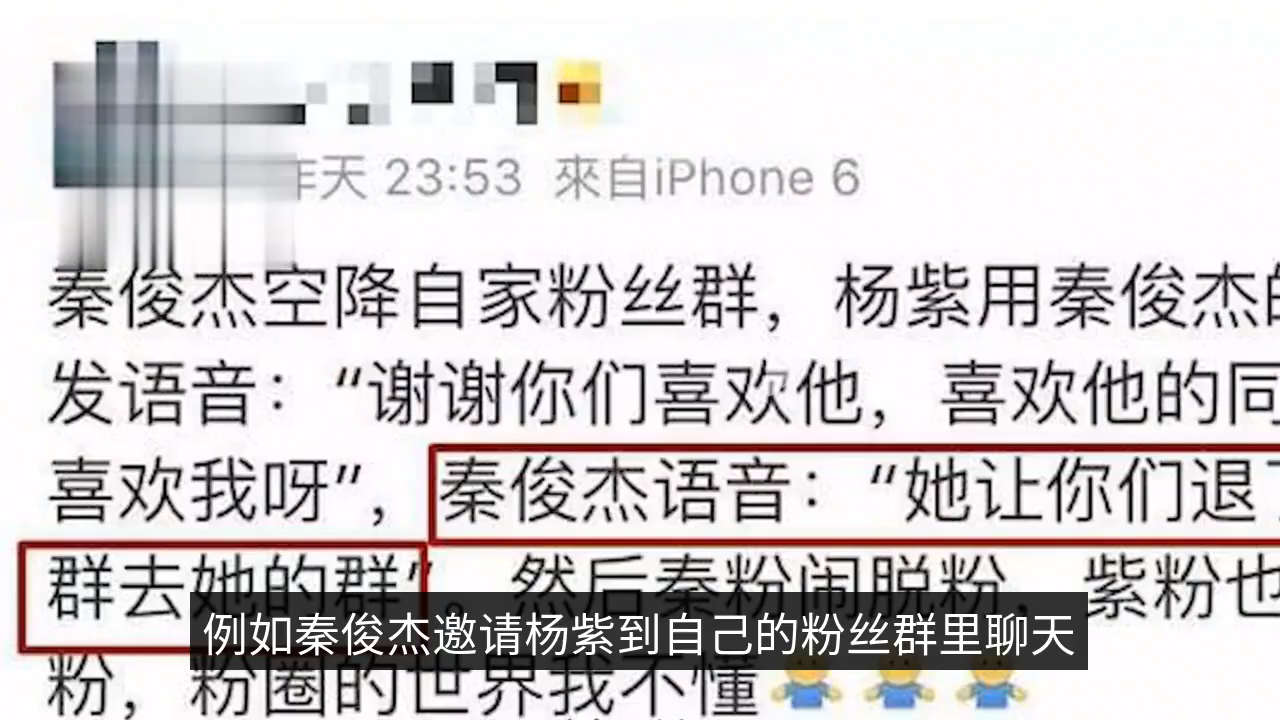 昨天 23:53 來自iPhone 6
秦俊杰空降自家粉丝群，杨紫用秦俊杰的
发语音：“谢谢你们喜欢他，喜欢他的同
喜欢我呀”，秦俊杰语音：“她让你们退了
群去她的群”。然后秦粉闹脱粉，紫粉也
例如秦俊杰邀请杨紫到自己的粉丝群里聊天
粉，粉圈的世界我不懂